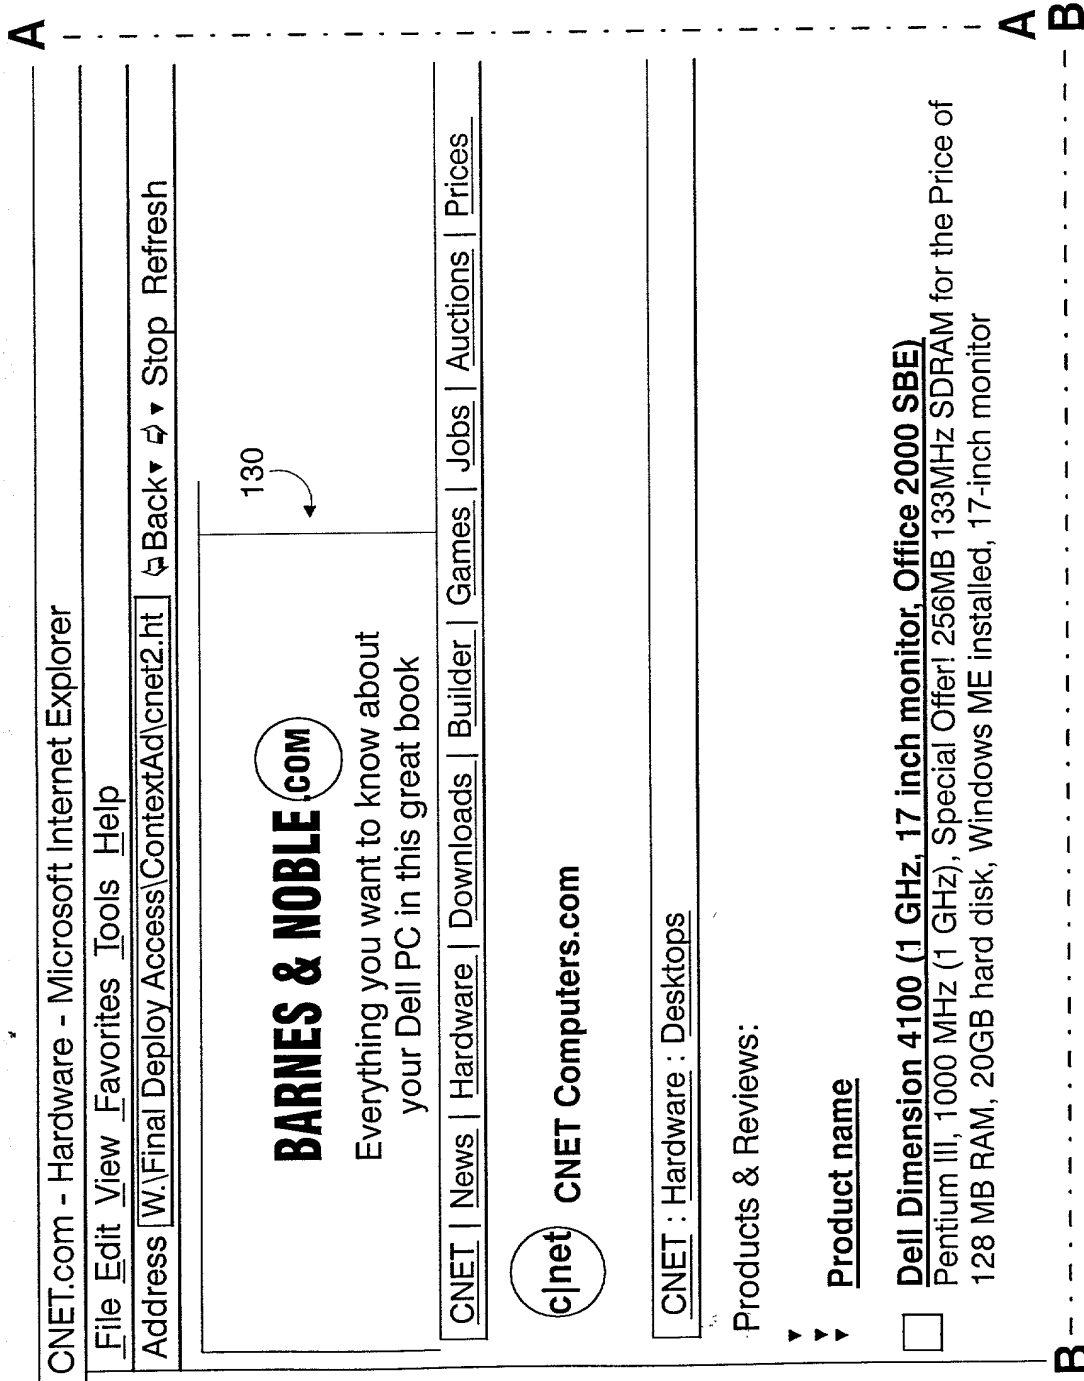 A
A
CNET.com - Hardware - Microsoft Internet Explorer
File Edit View Favorites Tools Help
Address W.\Final Deploy Access\ContextAd\cnet2.ht Back Stop Refresh
130
BARNES & NOBLE.COM
Everything you want to know about
your Dell PC in this great book
CNET | News | Hardware | Downloads | Builder | Games | Jobs | Auctions | Prices
c|net CNET Computers.com
CNET : Hardware : Desktops
Products & Reviews:
Product name
Dell Dimension 4100 (1 GHz, 17 inch monitor, Office 2000 SBE)
Pentium III, 1000 MHz (1 GHz), Special Offer! 256MB 133MHz SDRAM for the Price of
128 MB RAM, 20GB hard disk, Windows ME installed, 17-inch monitor
B
B